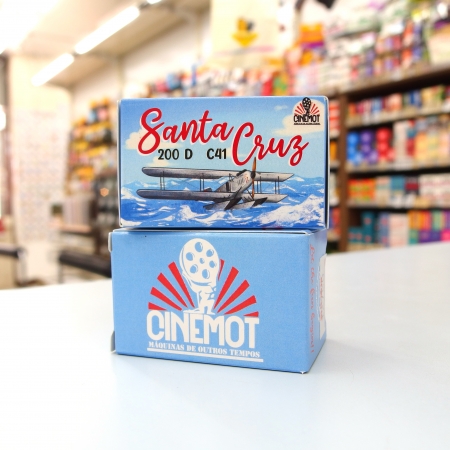 Santa
Cruz
200 D C41
CINEMOT
CINEMOT
MÁQUINAS DE OUTROS TEMPOS